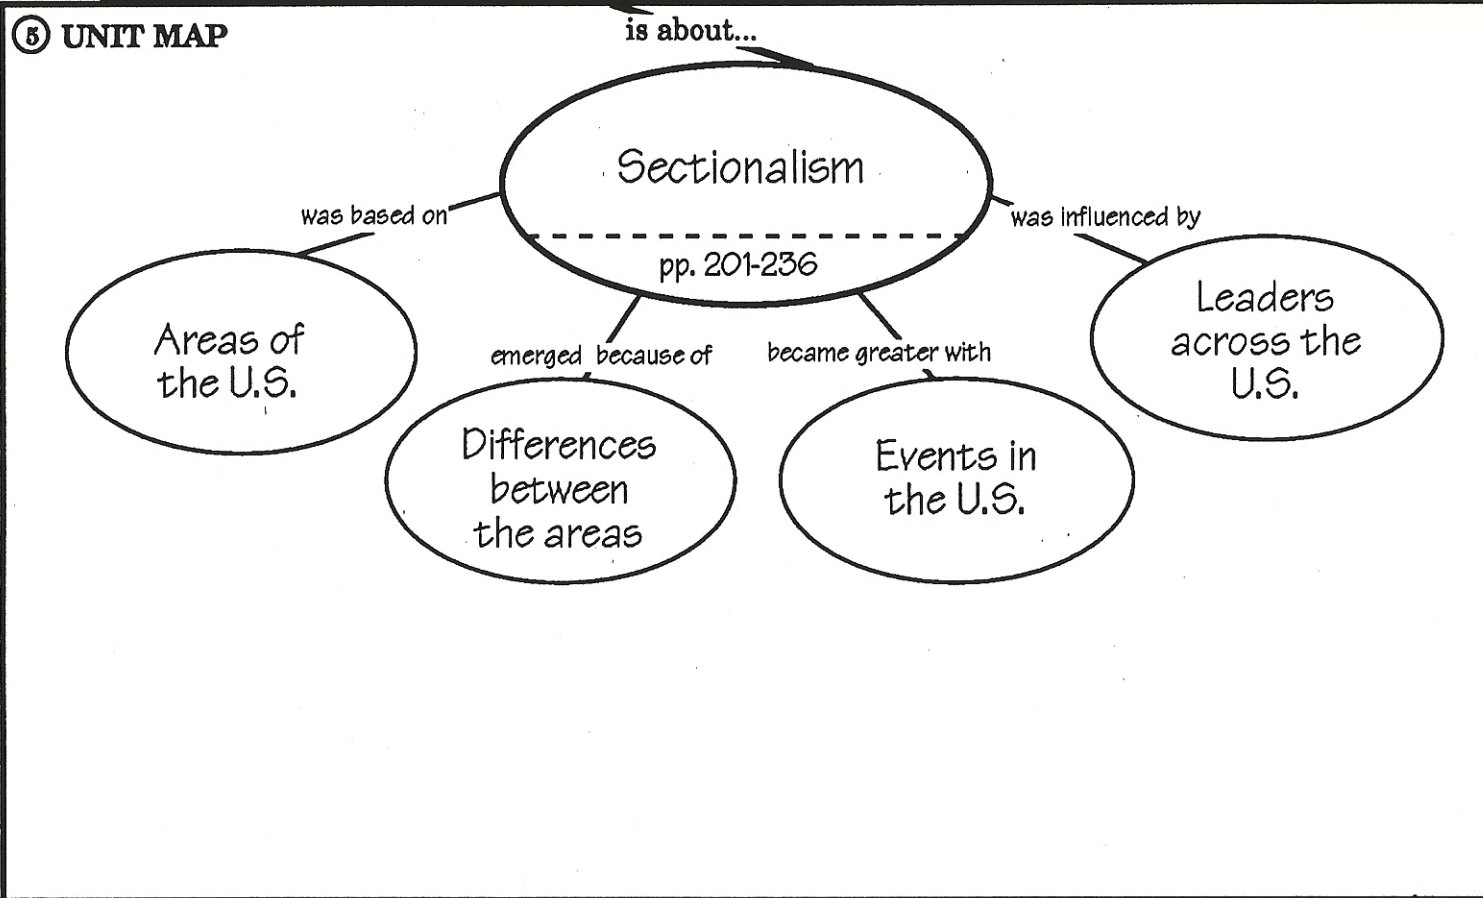 5 UNIT MAP
is about...
Sectionalism
pp. 201-236
was based on
Areas of
the U.S.
emerged because of
Differences
between
the areas
became greater with
Events in
the U.S.
was influenced by
Leaders
across the
U.S.